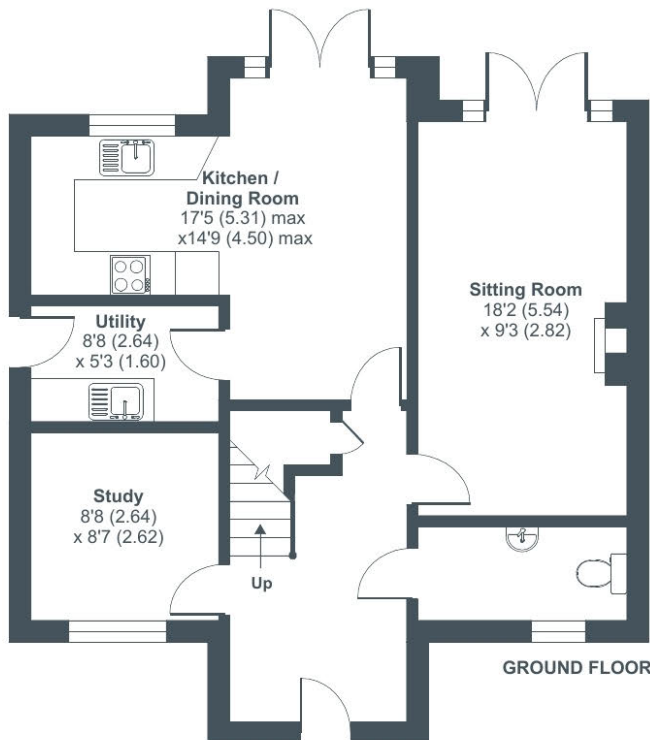 Kitchen /
Dining Room
17'5 (5.31) max
x14'9 (4.50) max
Sitting Room
18'2 (5.54)
x 9'3 (2.82)
Utility
8'8 (2.64)
x 5'3 (1.60)
Study
8'8 (2.64)
x 8'7 (2.62)
Up
GROUND FLOOR